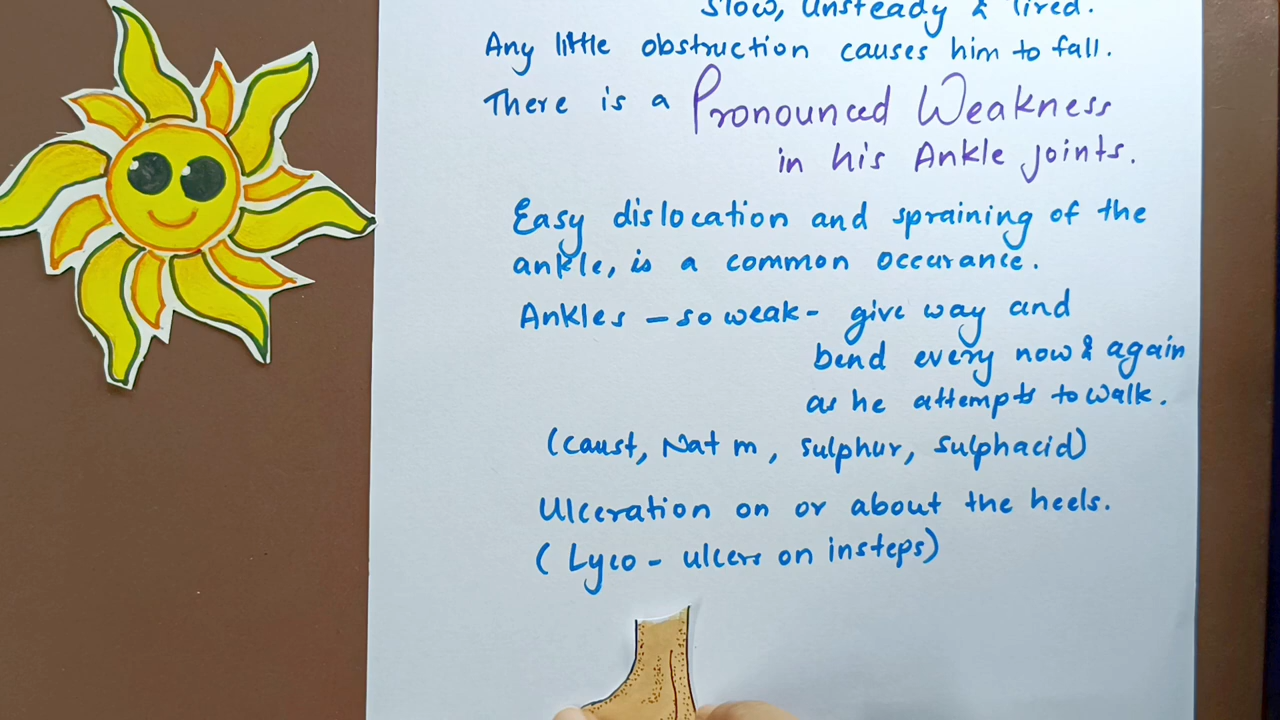 slow, Unsteady & Tired.
Any little obstruction causes him to fall.
There is a Pronounced Weakness
in his Ankle joints.
Easy dislocation and spraining of the
ankle, is a common occurance.
Ankles - so weak - give way and
bend every now & again
as he attempts to walk.
(Caust, Nat m, Sulphur, Sulphacid)
Ulceration on or about the heels.
(Lyco - ulcers on insteps)